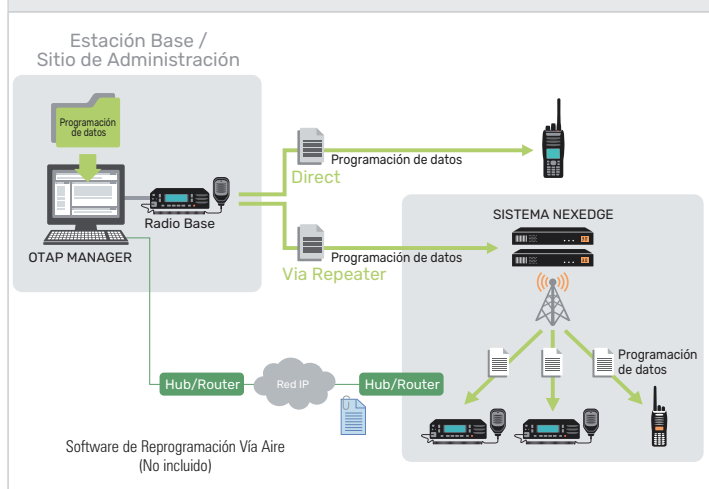 Estación Base /
Sitio de Administración
Programación
de datos
OTAP MANAGER
Radio Base
Programación de datos
Direct
Programación de datos
Via Repeater
SISTEMA NEXEDGE
Programación
de datos
Hub/Router
Red IP
Hub/Router
Software de Reprogramación Vía Aire
(No incluido)